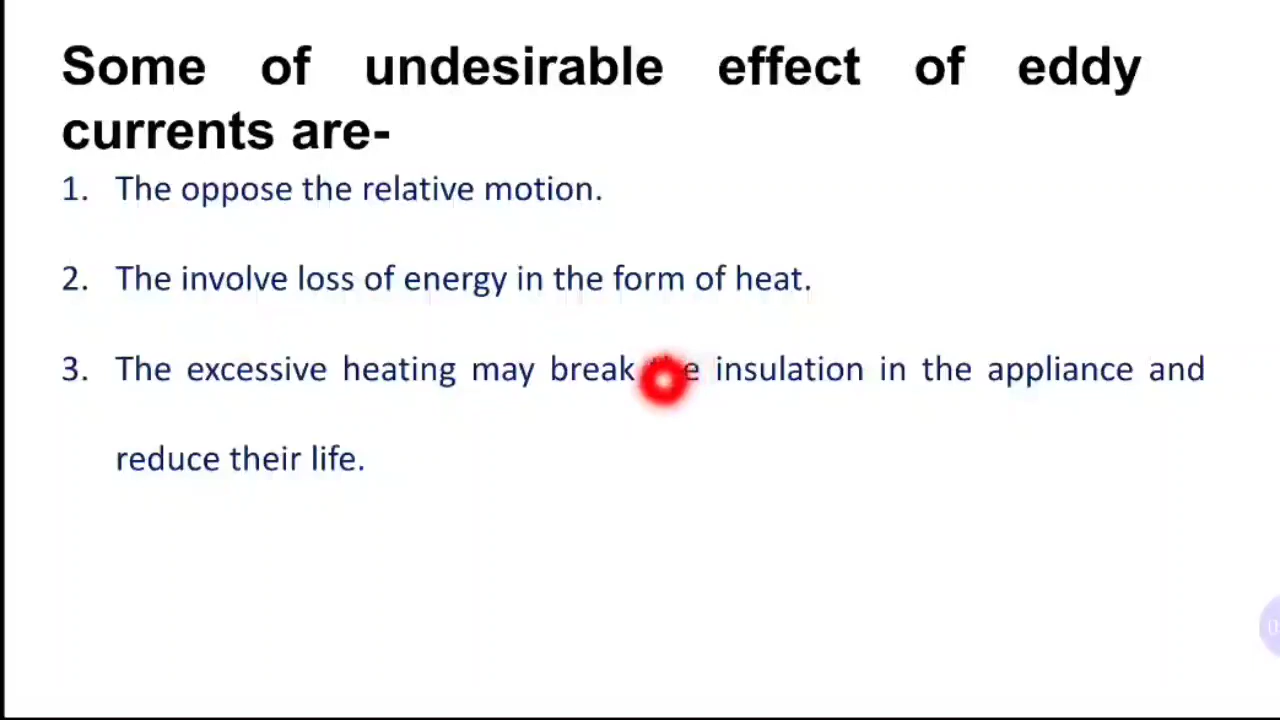 Some of undesirable effect of eddy
currents are-
1. The oppose the relative motion.
2. The involve loss of energy in the form of heat.
3. The excessive heating may break the insulation in the appliance and
reduce their life.